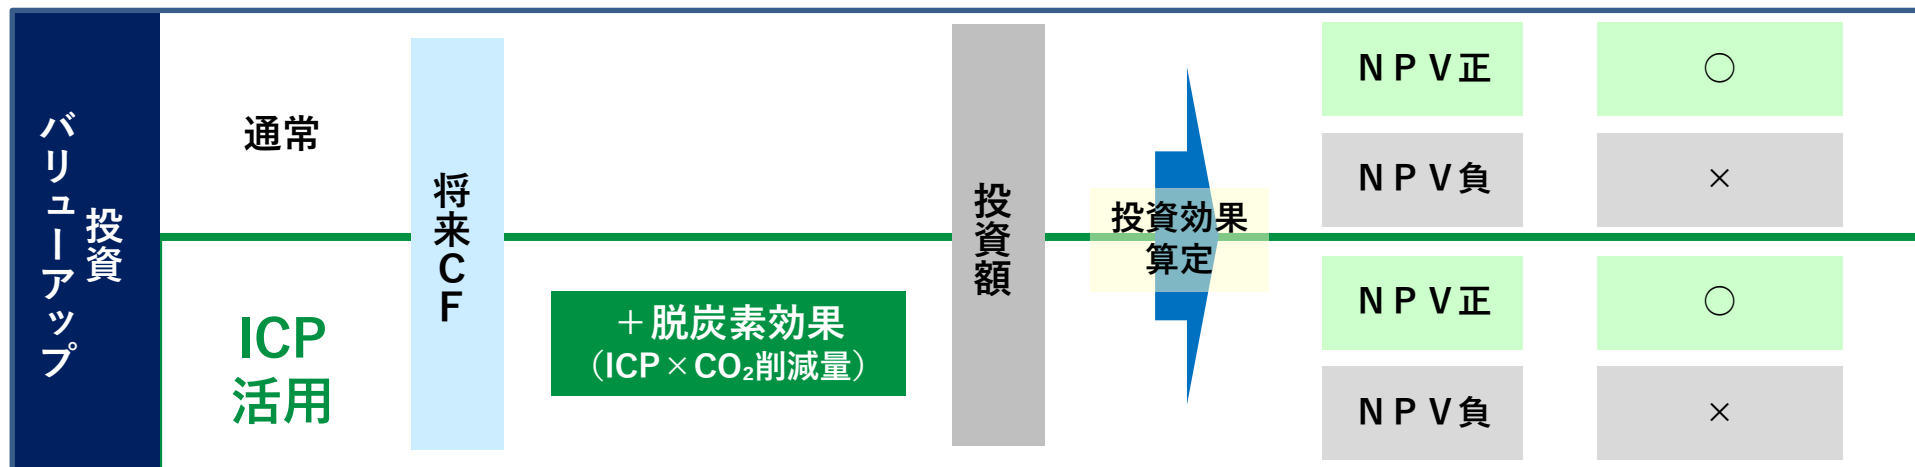 バリューアップ
投資
通常
ICP
活用
将来CF
＋脱炭素効果
（ICP×CO₂削減量）
投資額
投資効果
算定
ＮＰＶ正
○
ＮＰＶ負
×
ＮＰＶ正
○
ＮＰＶ負
×